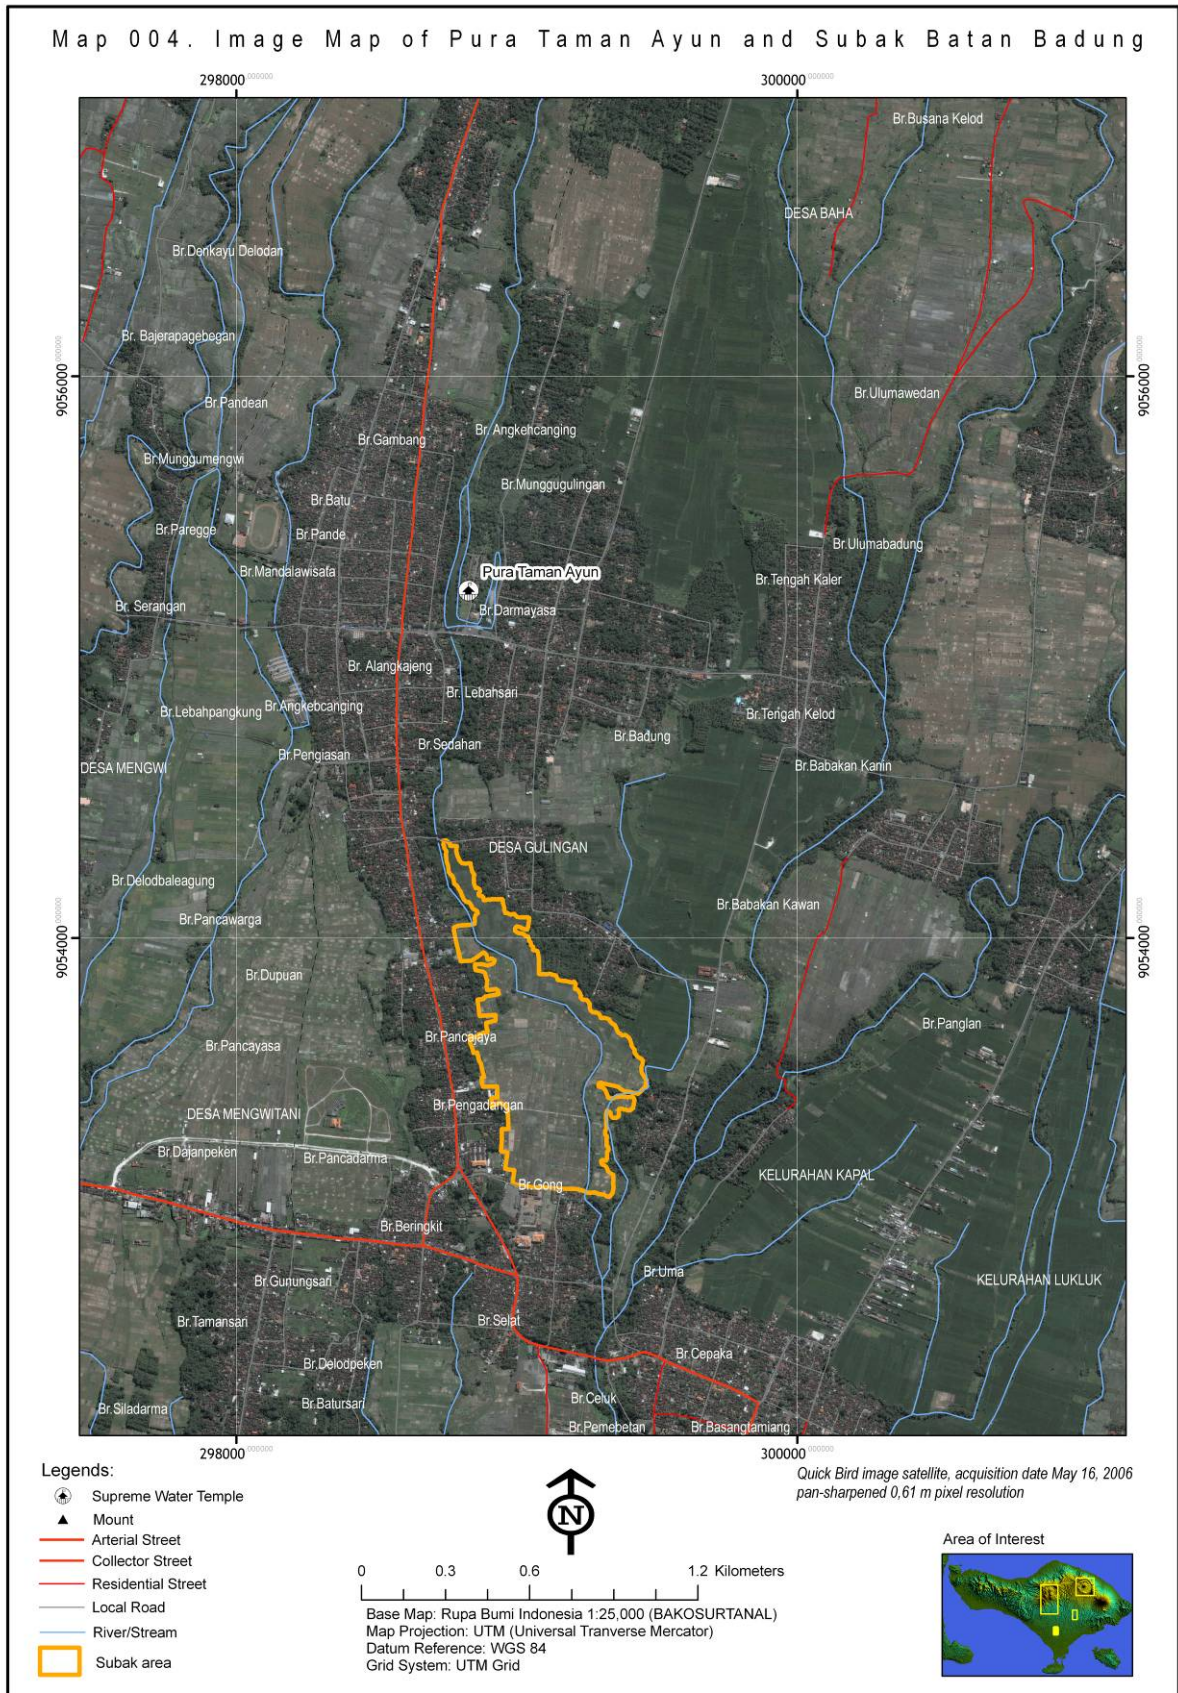 Map 004. Image Map of Pura Taman Ayun and Subak Batan Badung
298000.000000
300000.000000
Br.Busana Kelod
DESA BAHA
Br.Denkayu Delodan
Br. Bajerapagebegan
9056000.000000
9056000.000000
Br.Ulumawedan
Br.Pandean
Br. Angkehcanging
Br.Gambang
Br.Munggumengwi
Br.Munggugulingan
Br.Batu
Br.Paregge
Br.Pande
Br.Ulumabadung
Br.Mandalawisata
Pura Taman Ayun
Br.Tengah Kaler
Br. Serangan
Br.Darmayasa
Br. Alangkajeng
Br. Lebahsari
Br.Angkebcanging
Br.Lebahpangkung
Br.Tengah Kelod
Br.Badung
Br.Sedahan
Br.Pengiasan
DESA MENGWI
Br.Babakan Kanin
DESA GULINGAN
Br.Delodbaleagung
Br.Babakan Kawan
Br.Pancawarga
9054000.000000
9054000.000000
Br.Dupuan
Br.Panglan
Br.Pancajaya
Br.Pancayasa
Br.Pengadangan
DESA MENGWITANI
Br.Dajanpeken
Br.Pancadarma
KELURAHAN KAPAL
Br.Gong
Br.Beringkit
Br.Uma
Br.Gunungsari
KELURAHAN LUKLUK
Br.Tamansari
Br.Selat
Br.Cepaka
Br.Delodpeken
Br.Celuk
Br.Siladarma
Br.Batursari
Br.Pemebetan
Br.Basangtamiang
298000.000000
300000.000000
Legends:
Supreme Water Temple
Mount
Arterial Street
Collector Street
Residential Street
Local Road
River/Stream
Subak area
N
0 0.3 0.6 1.2 Kilometers
Base Map: Rupa Bumi Indonesia 1:25,000 (BAKOSURTANAL)
Map Projection: UTM (Universal Tranverse Mercator)
Datum Reference: WGS 84
Grid System: UTM Grid
Quick Bird image satellite, acquisition date May 16, 2006
pan-sharpened 0,61 m pixel resolution
Area of Interest